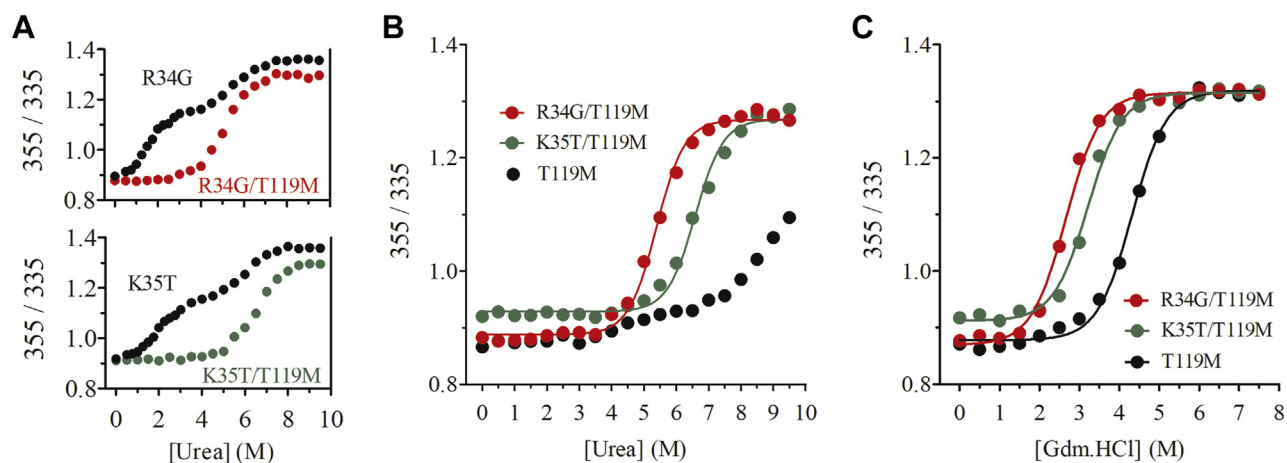 A
1.4
1.2
1.0
0.8
355 / 335
R34G
R34G/T119M
1.4
1.2
1.0
0.8
355 / 335
K35T
K35T/T119M
0 2 4 6 8 10
[Urea] (M)
B
1.4
1.2
1.0
0.8
355 / 335
R34G/T119M
K35T/T119M
T119M
0 1 2 3 4 5 6 7 8 9 10
[Urea] (M)
C
1.4
1.2
1.0
0.8
355 / 335
R34G/T119M
K35T/T119M
T119M
0 1 2 3 4 5 6 7 8
[Gdm.HCl] (M)